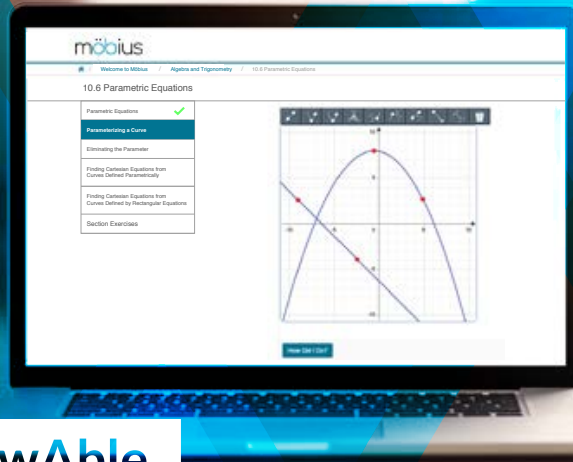 möbius
/ Welcome to Möbius / Algebra and Trigonometry / 10.6 Parametric Equations
10.6 Parametric Equations
Parametric Equations
Parameterizing a Curve
Eliminating the Parameter
Finding Cartesian Equations from
Curves Defined Parametrically
Finding Cartesian Equations from
Curves Defined by Rectangular Equations
Section Exercises
How Did I Do?
wAble